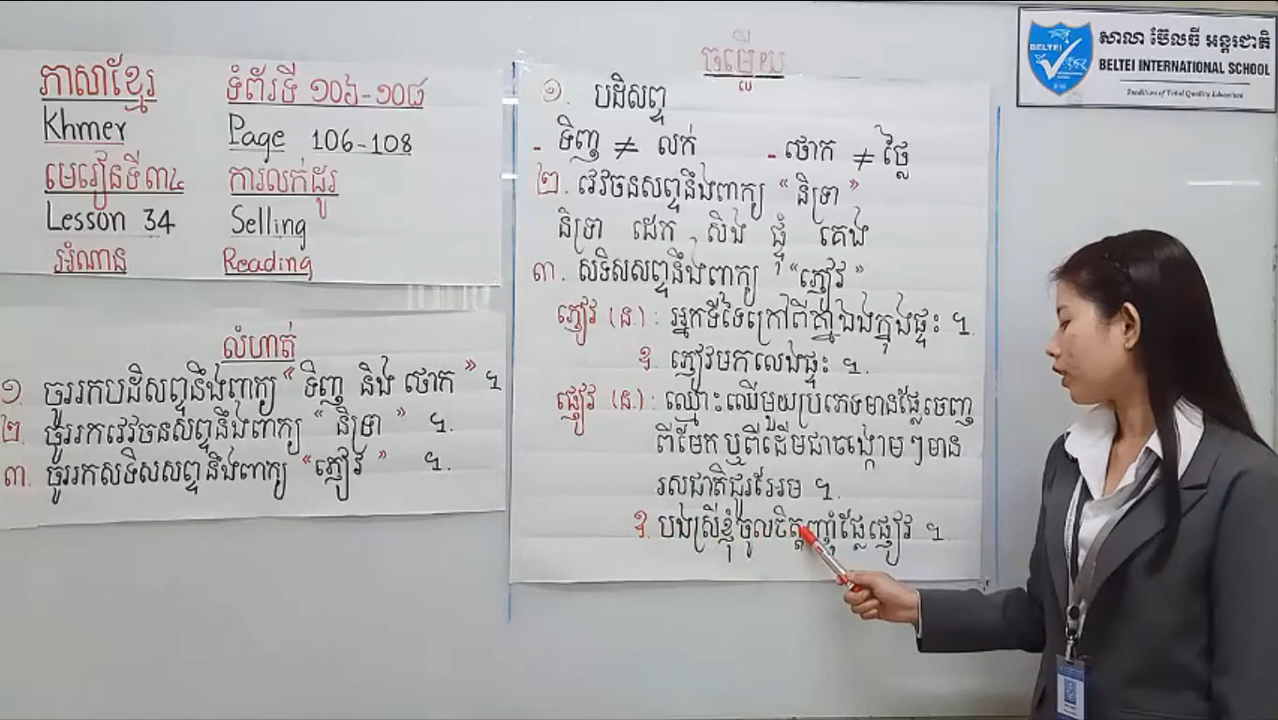 ភាសាខ្មែរ ទំព័រទី ១០៦-១០៨
Khmer Page 106-108
មេរៀនទី៣៤ ការលក់ដូរ
Lesson 34 Selling
អំណាន Reading
លំហាត់
១. ចូររកបដិសព្ទនឹងពាក្យ “ ទិញ និង ថោក ” ។
២. ចូររកវេវចនសព្ទនឹងពាក្យ “ និទ្រា ” ។
៣. ចូររកសទិសសព្ទនឹងពាក្យ “ភ្ញៀវ ” ។
ចម្លើយ
១. បដិសព្ទ
- ទិញ ≠ លក់ - ថោក ≠ ថ្លៃ
២. វេវចនសព្ទនឹងពាក្យ “ និទ្រា ”
និទ្រា ដេក សិង ផ្ទុំ គេង
៣. សទិសសព្ទនឹងពាក្យ “ភ្ញៀវ ”
ភ្ញៀវ (ន.) : អ្នកទីទៃក្រៅពីគ្នាឯងក្នុងផ្ទះ ។
ឧ. ភ្ញៀវមកលេងផ្ទះ ។
ផ្ញៀវ (ន.) : ឈ្មោះឈើមួយប្រភេទមានផ្លែចេញ
ពីមែក ឬពីដើមជាចង្កោមៗមាន
រសជាតិជូរអែម ។
ឧ. បងស្រីខ្ញុំចូលចិត្តញ៉ាំផ្លែផ្ញៀវ ។
សាលា ប៊ែលធី អន្តរជាតិ
BELTEI INTERNATIONAL SCHOOL
Tradition of Total Quality Education
BELTEI